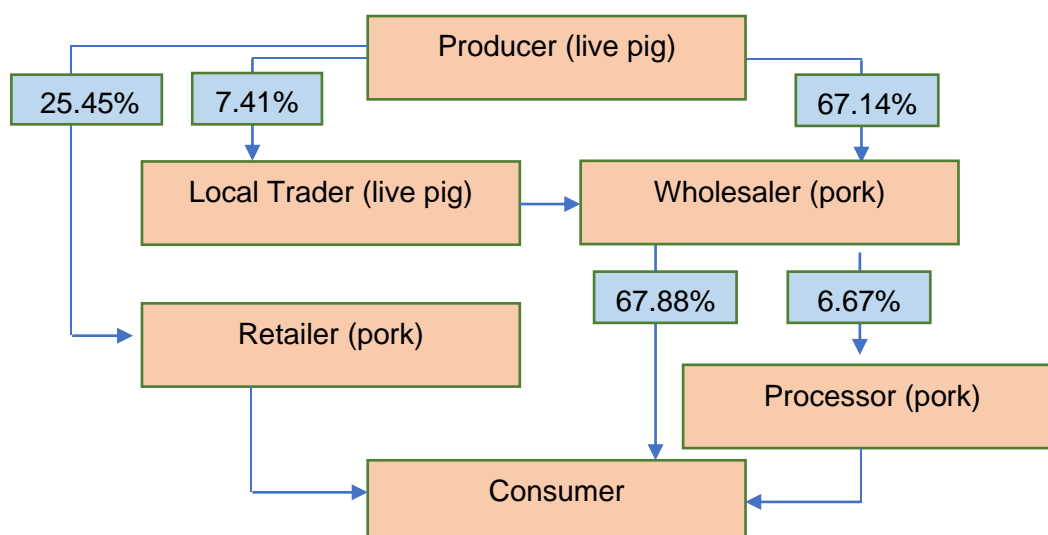 Producer (live pig)
25.45%
7.41%
67.14%
Local Trader (live pig)
Wholesaler (pork)
67.88%
6.67%
Retailer (pork)
Processor (pork)
Consumer